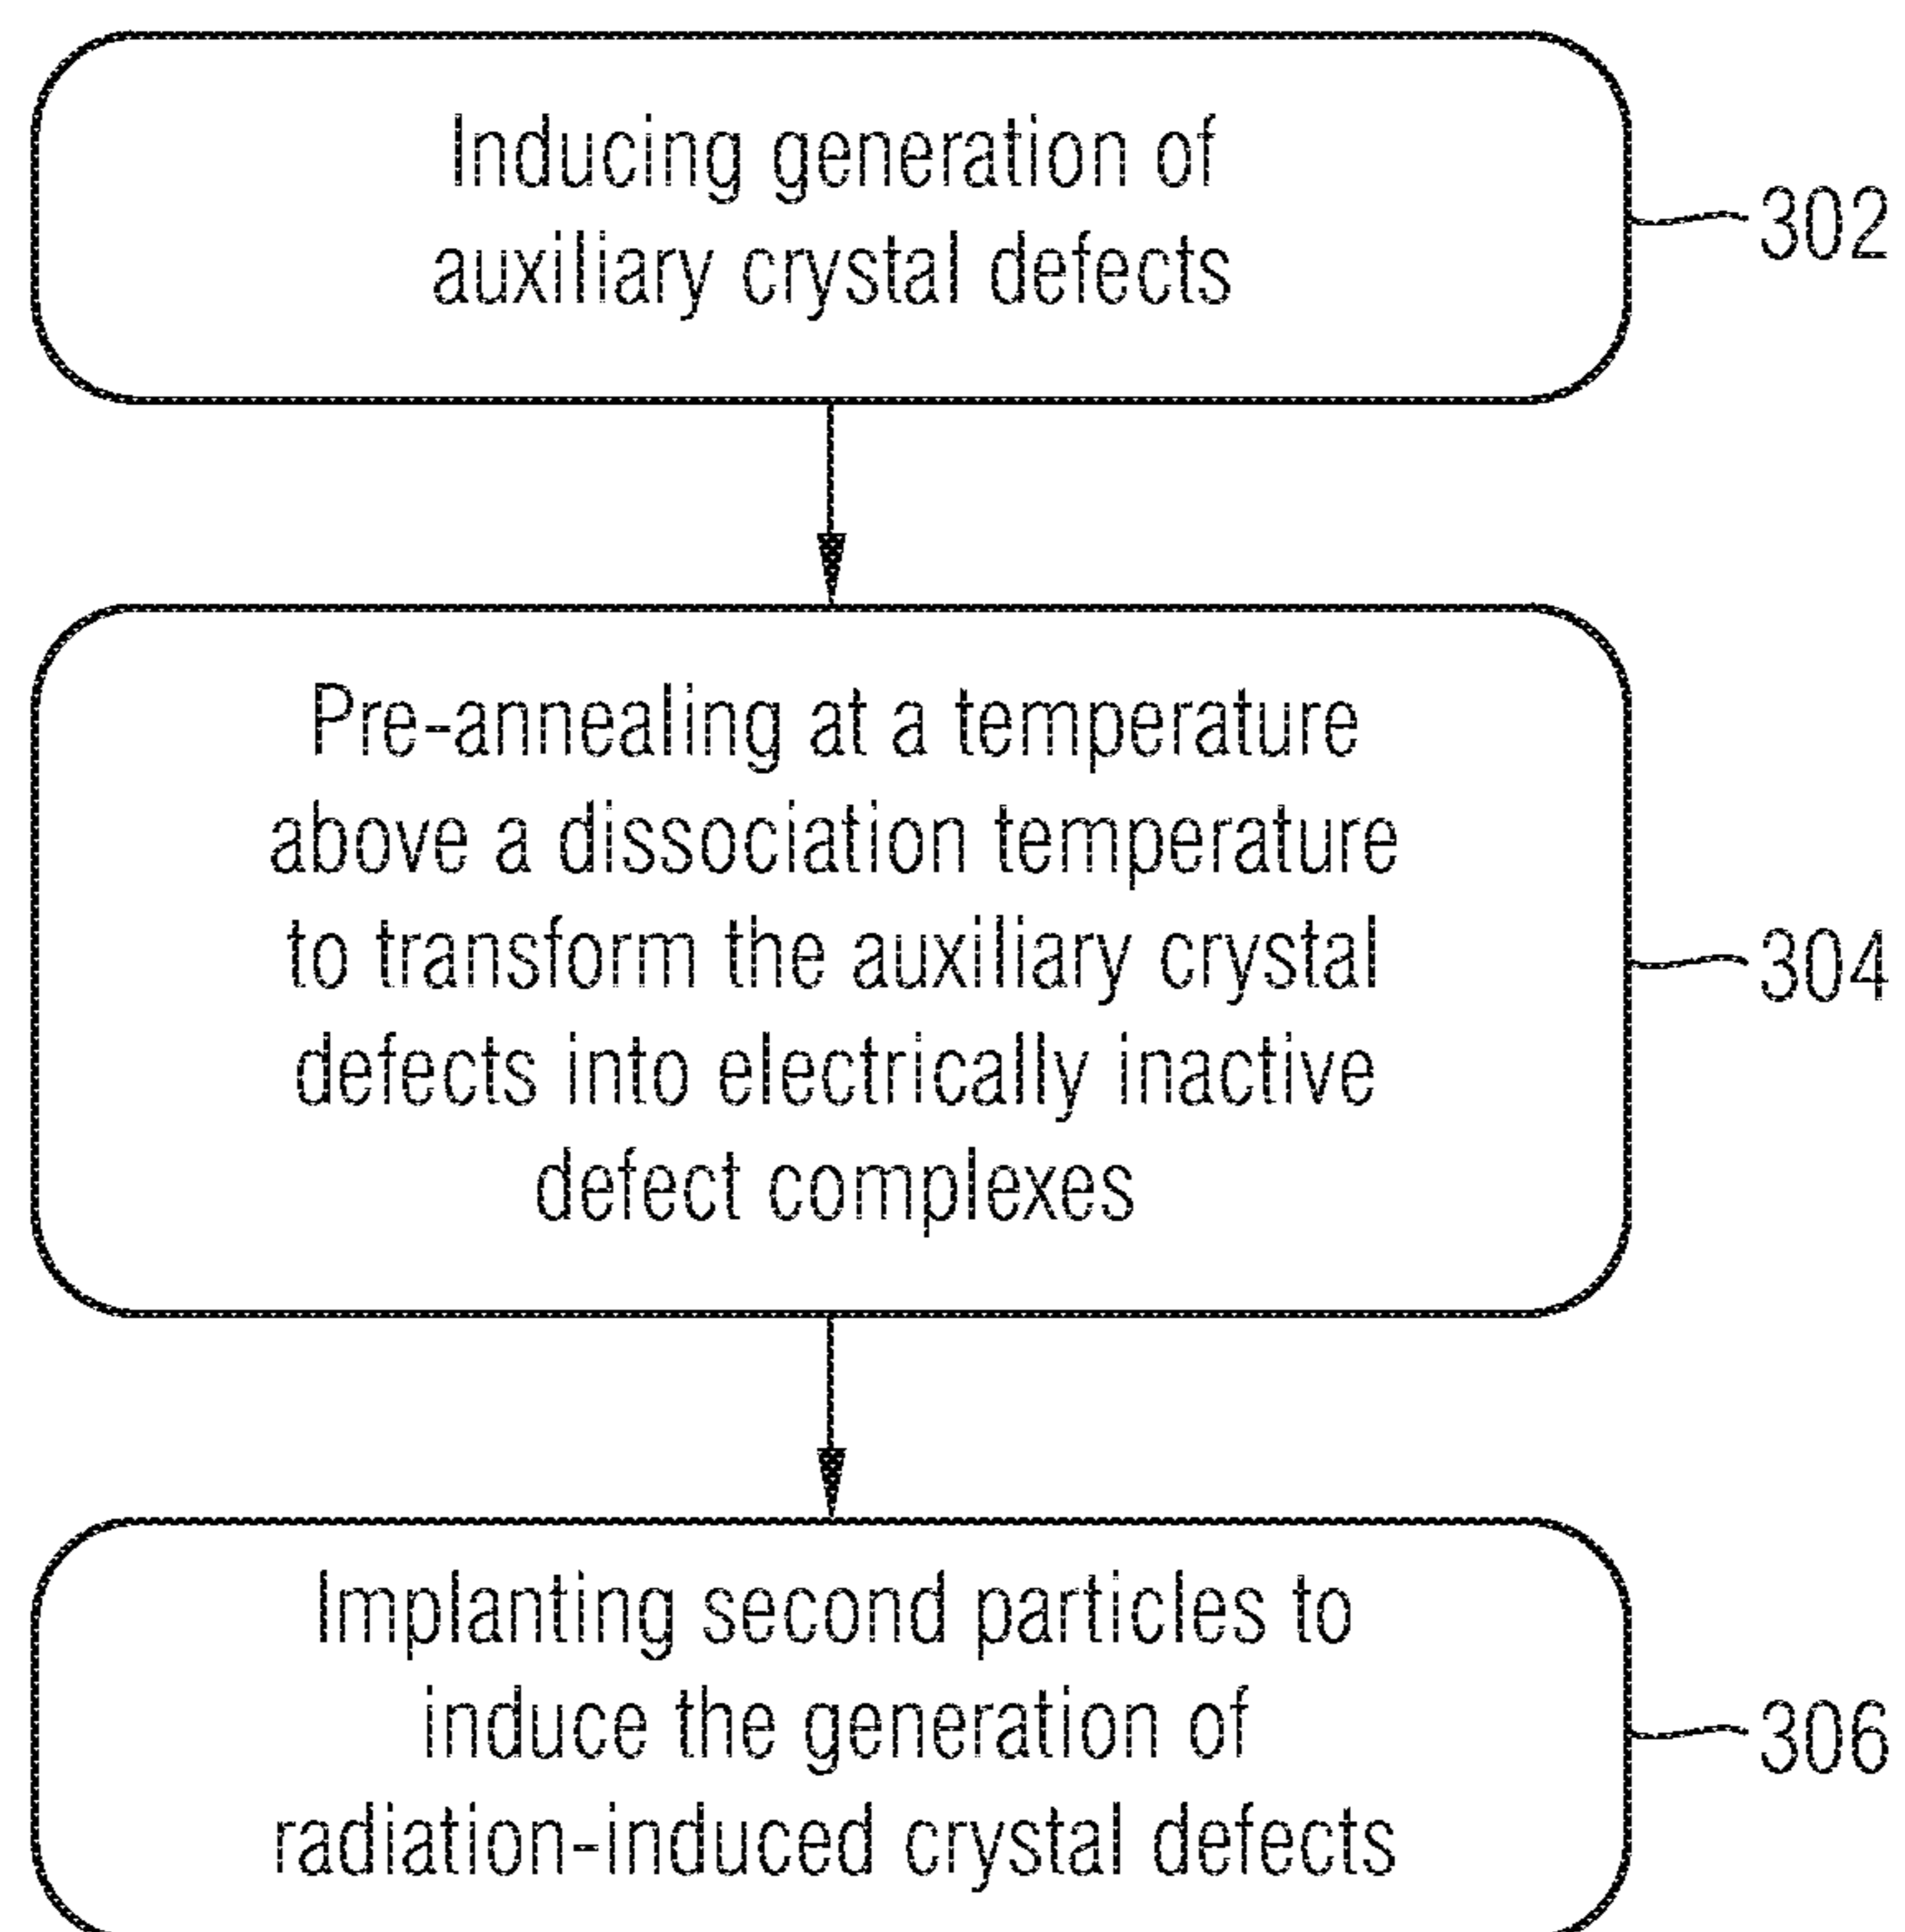 Inducing generation of
auxiliary crystal defects
302
Pre-annealing at a temperature
above a dissociation temperature
to transform the auxiliary crystal
defects into electrically inactive
defect complexes
304
Implanting second particles to
induce the generation of
radiation-induced crystal defects
306